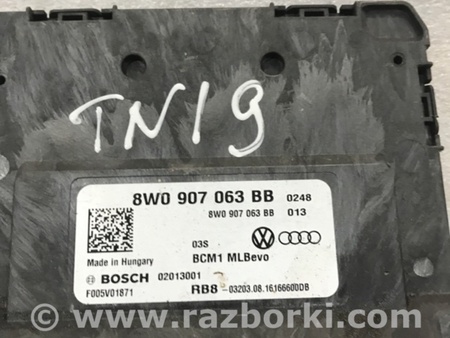 TN19
8W0 907 063 BB 0248
8W0 907 063 BB 013
03S
BCM1 MLBevo
Made in Hungary
BOSCH 02013001
F005V01871
RB8 - 03203.08.16166600DB
www.razborki.com